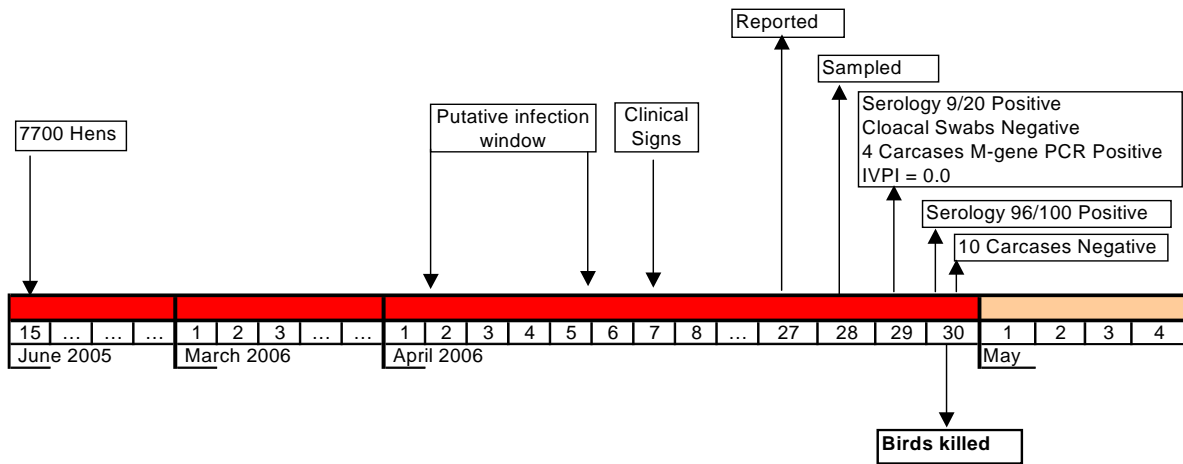 Reported
Sampled
Serology 9/20 Positive
Cloacal Swabs Negative
4 Carcases M-gene PCR Positive
IVPI = 0.0
7700 Hens
Putative infection
window
Clinical
Signs
Serology 96/100 Positive
10 Carcases Negative
15 ... ... ... 1 2 3 ... ... 1 2 3 4 5 6 7 8 ... 27 28 29 30 1 2 3 4
June 2005 March 2006 April 2006 May
Birds killed